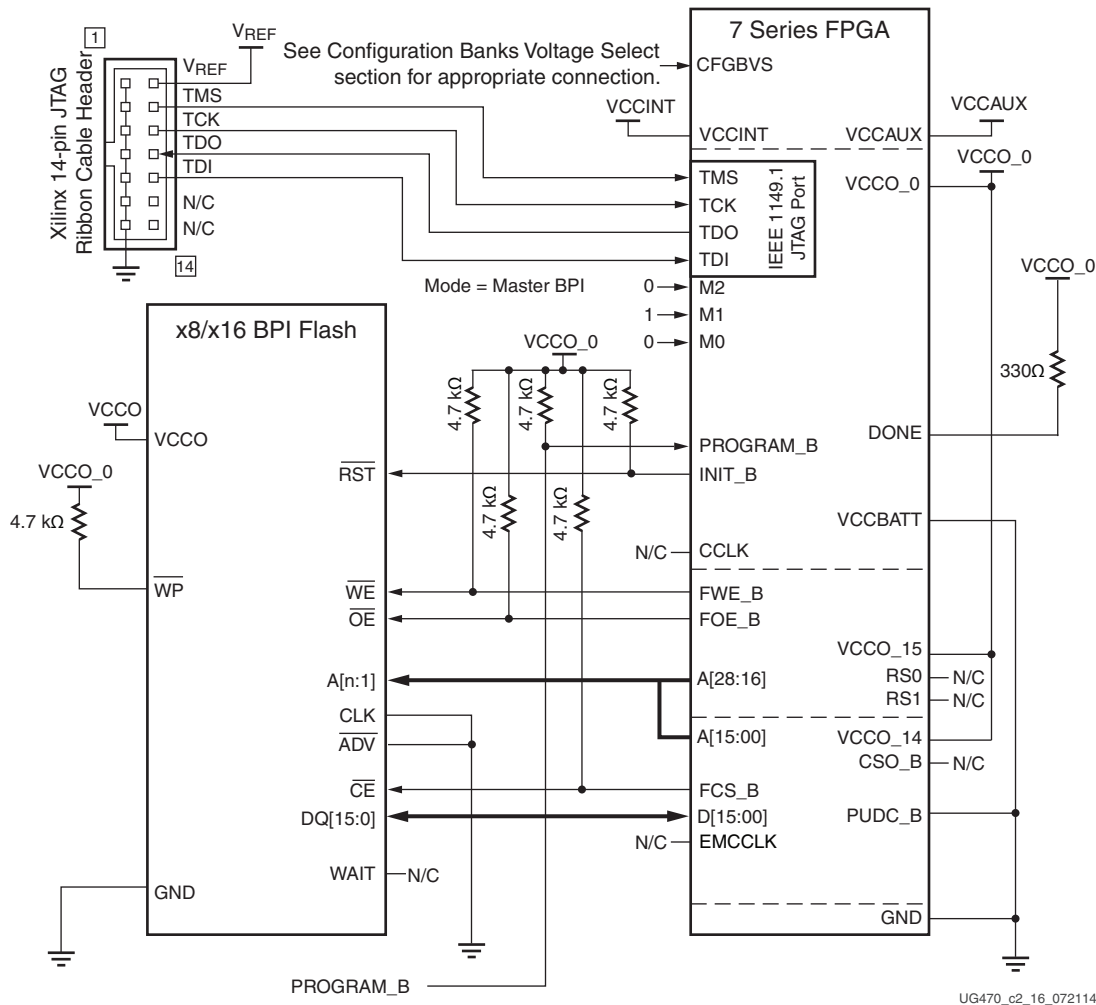 7 Series FPGA
1
VREF
VREF
TMS
TCK
TDO
TDI
N/C
N/C
14
Xilinx 14-pin JTAG
Ribbon Cable Header
See Configuration Banks Voltage Select
section for appropriate connection.
CFGBVS
VCCINT
VCCINT
VCCAUX
VCCAUX
VCCO_0
VCCO_0
TMS
TCK
TDO
TDI
IEEE 1149.1
JTAG Port
Mode = Master BPI
0
M2
1
M1
0
M0
VCCO_0
330Ω
DONE
x8/x16 BPI Flash
VCCO_0
4.7 kΩ
4.7 kΩ
4.7 kΩ
4.7 kΩ
4.7 kΩ
VCCO
VCCO
VCCO_0
4.7 kΩ
WP
RST
PROGRAM_B
INIT_B
VCCBATT
N/C
CCLK
WE
OE
FWE_B
FOE_B
VCCO_15
RS0
N/C
RS1
N/C
A[n:1]
A[28:16]
CLK
ADV
A[15:00]
VCCO_14
CSO_B
N/C
CE
FCS_B
DQ[15:0]
D[15:00]
PUDC_B
N/C
EMCCLK
WAIT
N/C
GND
GND
PROGRAM_B
UG470_c2_16_072114